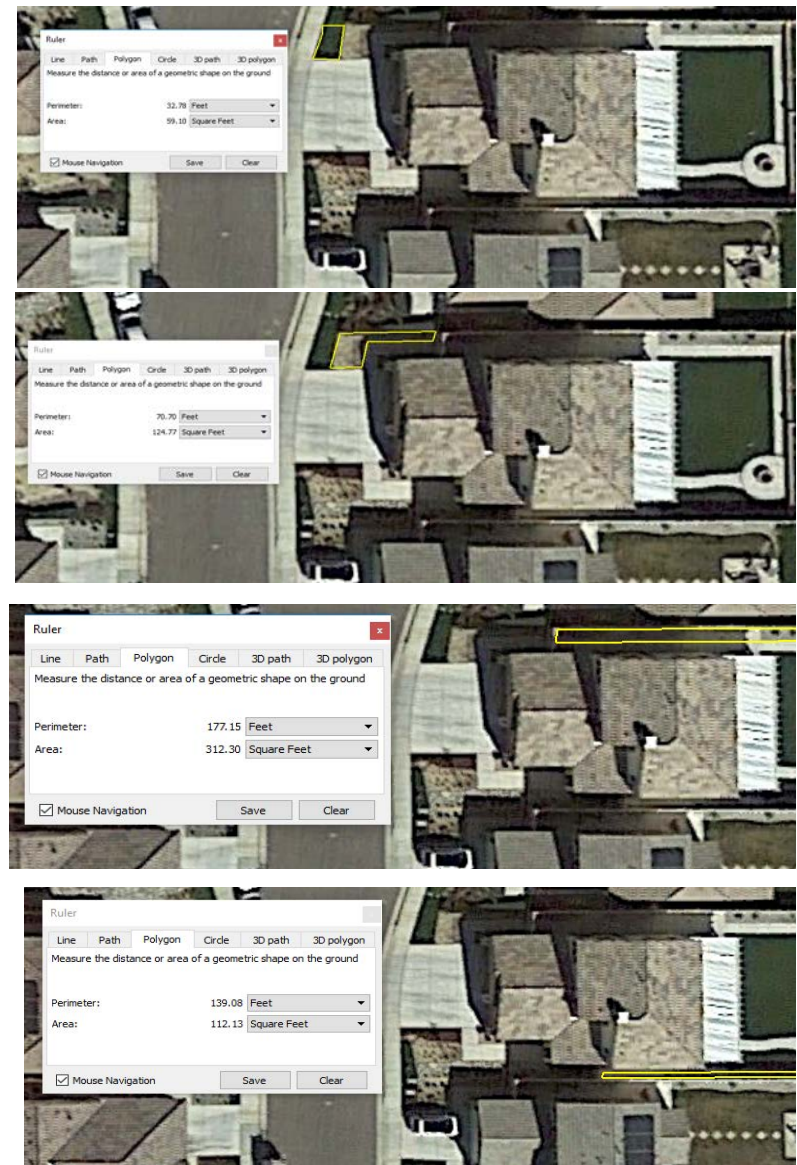 Ruler
x
Line Path Polygon Circle 3D path 3D polygon
Measure the distance or area of a geometric shape on the ground
Perimeter: 32.78 Feet
Area: 59.10 Square Feet
Mouse Navigation Save Clear
Ruler
Line Path Polygon Circle 3D path 3D polygon
Measure the distance or area of a geometric shape on the ground
Perimeter: 70.70 Feet
Area: 124.77 Square Feet
Mouse Navigation Save Clear
Ruler
x
Line Path Polygon Circle 3D path 3D polygon
Measure the distance or area of a geometric shape on the ground
Perimeter: 177.15 Feet
Area: 312.30 Square Feet
Mouse Navigation Save Clear
Ruler
Line Path Polygon Circle 3D path 3D polygon
Measure the distance or area of a geometric shape on the ground
Perimeter: 139.08 Feet
Area: 112.13 Square Feet
Mouse Navigation Save Clear